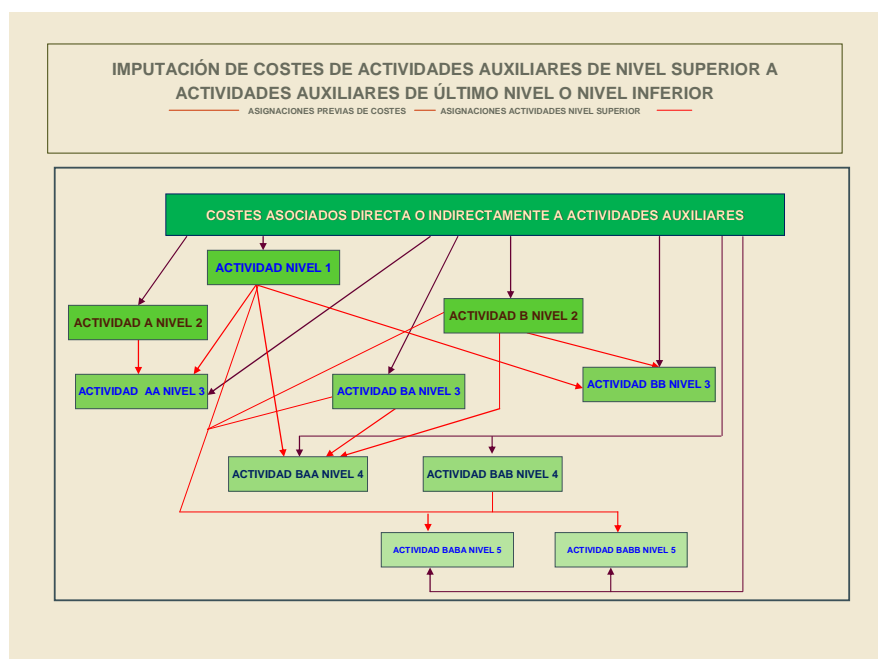 IMPUTACIÓN DE COSTES DE ACTIVIDADES AUXILIARES DE NIVEL SUPERIOR A
ACTIVIDADES AUXILIARES DE ÚLTIMO NIVEL O NIVEL INFERIOR
ASIGNACIONES PREVIAS DE COSTES ASIGNACIONES ACTIVIDADES NIVEL SUPERIOR
COSTES ASOCIADOS DIRECTA O INDIRECTAMENTE A ACTIVIDADES AUXILIARES
ACTIVIDAD NIVEL 1
ACTIVIDAD A NIVEL 2
ACTIVIDAD B NIVEL 2
ACTIVIDAD AA NIVEL 3
ACTIVIDAD BA NIVEL 3
ACTIVIDAD BB NIVEL 3
ACTIVIDAD BAA NIVEL 4
ACTIVIDAD BAB NIVEL 4
ACTIVIDAD BABA NIVEL 5
ACTIVIDAD BABB NIVEL 5